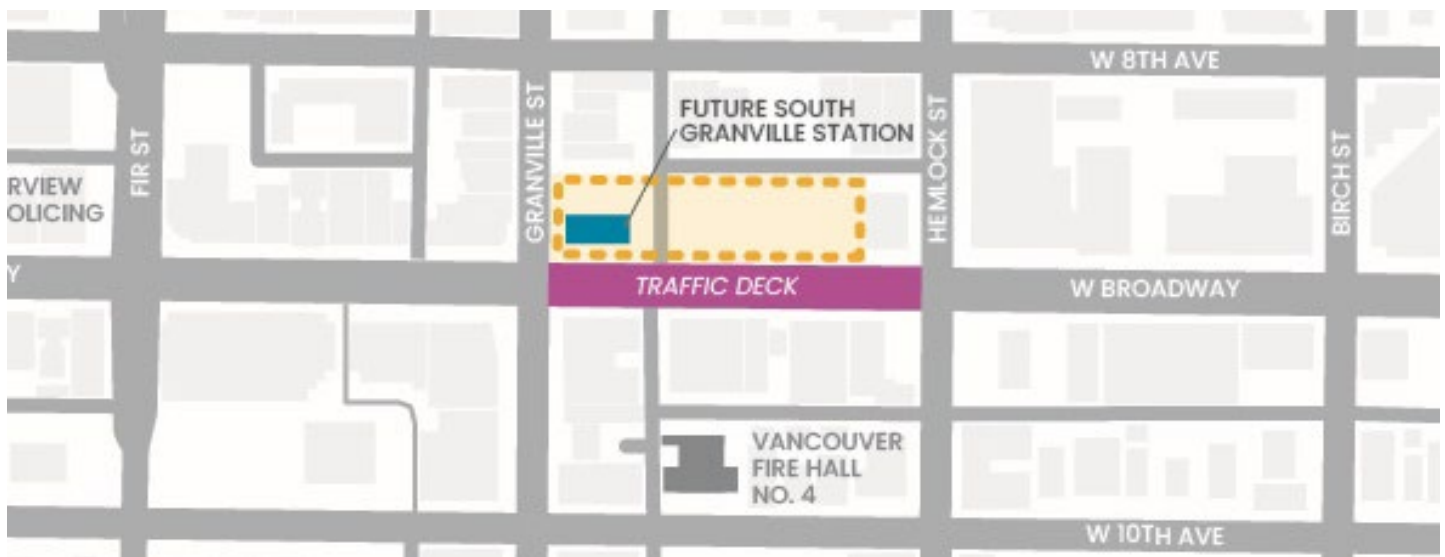 W 8TH AVE
FUTURE SOUTH
GRANVILLE STATION
FIR ST
GRANVILLE ST
HEMLOCK ST
BIRCH ST
RVIEW
OLICING
Y
TRAFFIC DECK
W BROADWAY
VANCOUVER
FIRE HALL
NO. 4
W 10TH AVE